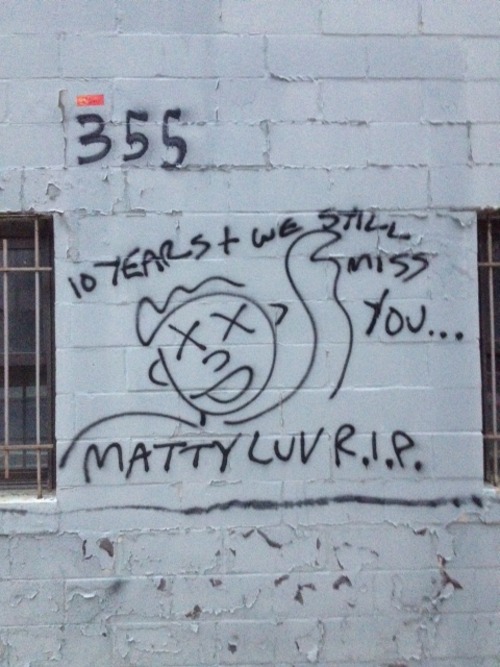 355
10 YEARS + WE STILL
MISS
YOU...
MATTY LUV R.I.P.